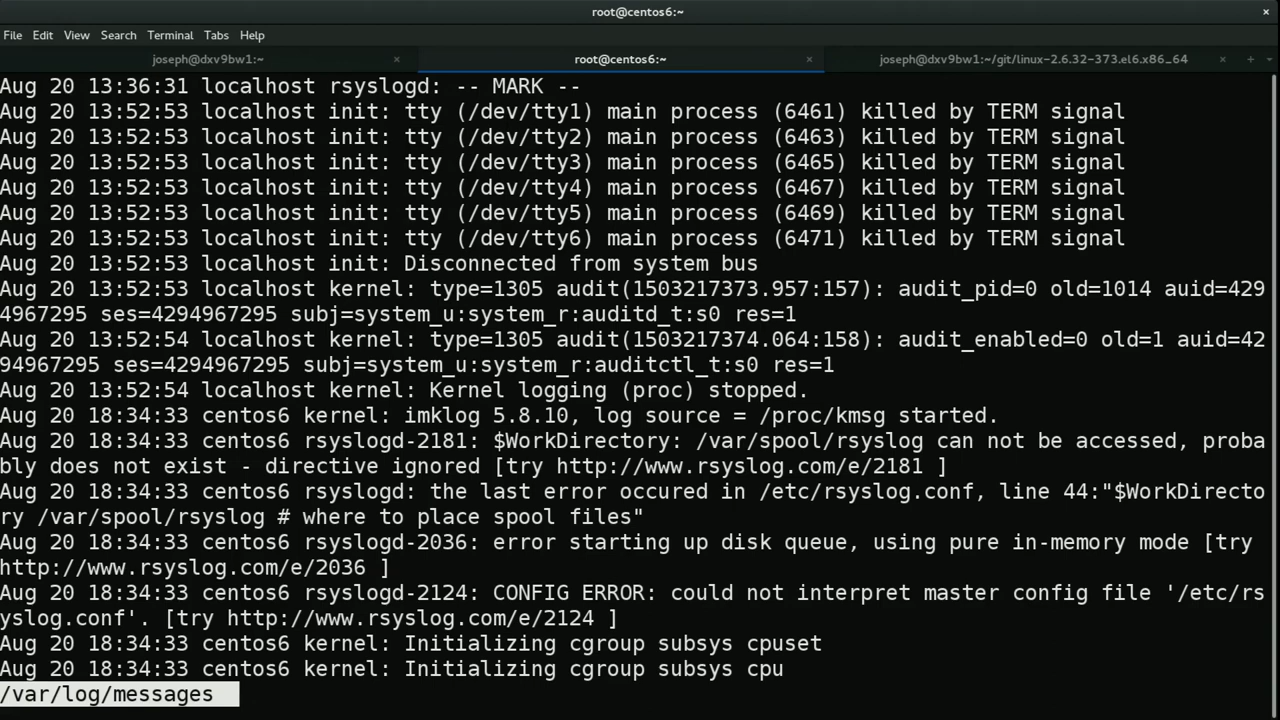 root@centos6:~
×
File Edit View Search Terminal Tabs Help
joseph@dxv9bw1:~ × root@centos6:~ × joseph@dxv9bw1:~/git/linux-2.6.32-373.el6.x86_64 × +
Aug 20 13:36:31 localhost rsyslogd: -- MARK --
Aug 20 13:52:53 localhost init: tty (/dev/tty1) main process (6461) killed by TERM signal
Aug 20 13:52:53 localhost init: tty (/dev/tty2) main process (6463) killed by TERM signal
Aug 20 13:52:53 localhost init: tty (/dev/tty3) main process (6465) killed by TERM signal
Aug 20 13:52:53 localhost init: tty (/dev/tty4) main process (6467) killed by TERM signal
Aug 20 13:52:53 localhost init: tty (/dev/tty5) main process (6469) killed by TERM signal
Aug 20 13:52:53 localhost init: tty (/dev/tty6) main process (6471) killed by TERM signal
Aug 20 13:52:53 localhost init: Disconnected from system bus
Aug 20 13:52:53 localhost kernel: type=1305 audit(1503217373.957:157): audit_pid=0 old=1014 auid=429
4967295 ses=4294967295 subj=system_u:system_r:auditd_t:s0 res=1
Aug 20 13:52:54 localhost kernel: type=1305 audit(1503217374.064:158): audit_enabled=0 old=1 auid=42
94967295 ses=4294967295 subj=system_u:system_r:auditctl_t:s0 res=1
Aug 20 13:52:54 localhost kernel: Kernel logging (proc) stopped.
Aug 20 18:34:33 centos6 kernel: imklog 5.8.10, log source = /proc/kmsg started.
Aug 20 18:34:33 centos6 rsyslogd-2181: $WorkDirectory: /var/spool/rsyslog can not be accessed, proba
bly does not exist - directive ignored [try http://www.rsyslog.com/e/2181 ]
Aug 20 18:34:33 centos6 rsyslogd: the last error occured in /etc/rsyslog.conf, line 44:"$WorkDirecto
ry /var/spool/rsyslog # where to place spool files"
Aug 20 18:34:33 centos6 rsyslogd-2036: error starting up disk queue, using pure in-memory mode [try
http://www.rsyslog.com/e/2036 ]
Aug 20 18:34:33 centos6 rsyslogd-2124: CONFIG ERROR: could not interpret master config file '/etc/rs
yslog.conf'. [try http://www.rsyslog.com/e/2124 ]
Aug 20 18:34:33 centos6 kernel: Initializing cgroup subsys cpuset
Aug 20 18:34:33 centos6 kernel: Initializing cgroup subsys cpu
/var/log/messages